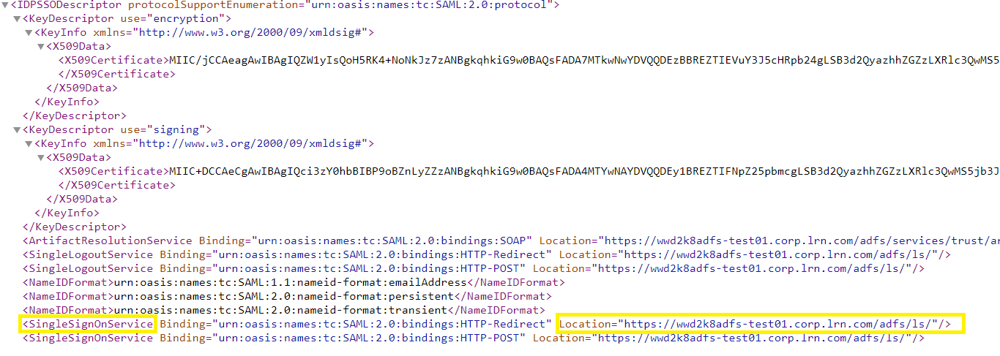 <IDPSSODescriptor protocolSupportEnumeration="urn:oasis:names:tc:SAML:2.0:protocol">
<KeyDescriptor use="encryption">
<KeyInfo xmlns="http://www.w3.org/2000/09/xmldsig#">
<X509Data>
<X509Certificate>MIIC/jCCAeagAwIBAgIQZW1yIsQoH5RK4+NoNkJz7zANBgkqhkiG9w0BAQsFADA7MTkwNwYDVQQDEzBBREZTIEVuY3J5cHRpb24gLSB3d2QyazhhZGZzLXRlc3QwMS5
</X509Certificate>
</X509Data>
</KeyInfo>
</KeyDescriptor>
<KeyDescriptor use="signing">
<KeyInfo xmlns="http://www.w3.org/2000/09/xmldsig#">
<X509Data>
<X509Certificate>MIIC+DCCAeCgAwIBAgIQci3zY0hbBIBP9oBZnLyZZzANBgkqhkiG9w0BAQsFADA4MTYwNAYDVQQDEy1BREZTIFNpZ25pbmcgLSB3d2QyazhhZGZzLXRlc3QwMS5jb3J
</X509Certificate>
</X509Data>
</KeyInfo>
</KeyDescriptor>
<ArtifactResolutionService Binding="urn:oasis:names:tc:SAML:2.0:bindings:SOAP" Location="https://wwd2k8adfs-test01.corp.lrn.com/adfs/services/trust/ar
<SingleLogoutService Binding="urn:oasis:names:tc:SAML:2.0:bindings:HTTP-Redirect" Location="https://wwd2k8adfs-test01.corp.lrn.com/adfs/ls/"/>
<SingleLogoutService Binding="urn:oasis:names:tc:SAML:2.0:bindings:HTTP-POST" Location="https://wwd2k8adfs-test01.corp.lrn.com/adfs/ls/"/>
<NameIDFormat>urn:oasis:names:tc:SAML:1.1:nameid-format:emailAddress</NameIDFormat>
<NameIDFormat>urn:oasis:names:tc:SAML:2.0:nameid-format:persistent</NameIDFormat>
<NameIDFormat>urn:oasis:names:tc:SAML:2.0:nameid-format:transient</NameIDFormat>
<SingleSignOnService Binding="urn:oasis:names:tc:SAML:2.0:bindings:HTTP-Redirect" Location="https://wwd2k8adfs-test01.corp.lrn.com/adfs/ls/"/>
<SingleSignOnService Binding="urn:oasis:names:tc:SAML:2.0:bindings:HTTP-POST" Location="https://wwd2k8adfs-test01.corp.lrn.com/adfs/ls/"/>